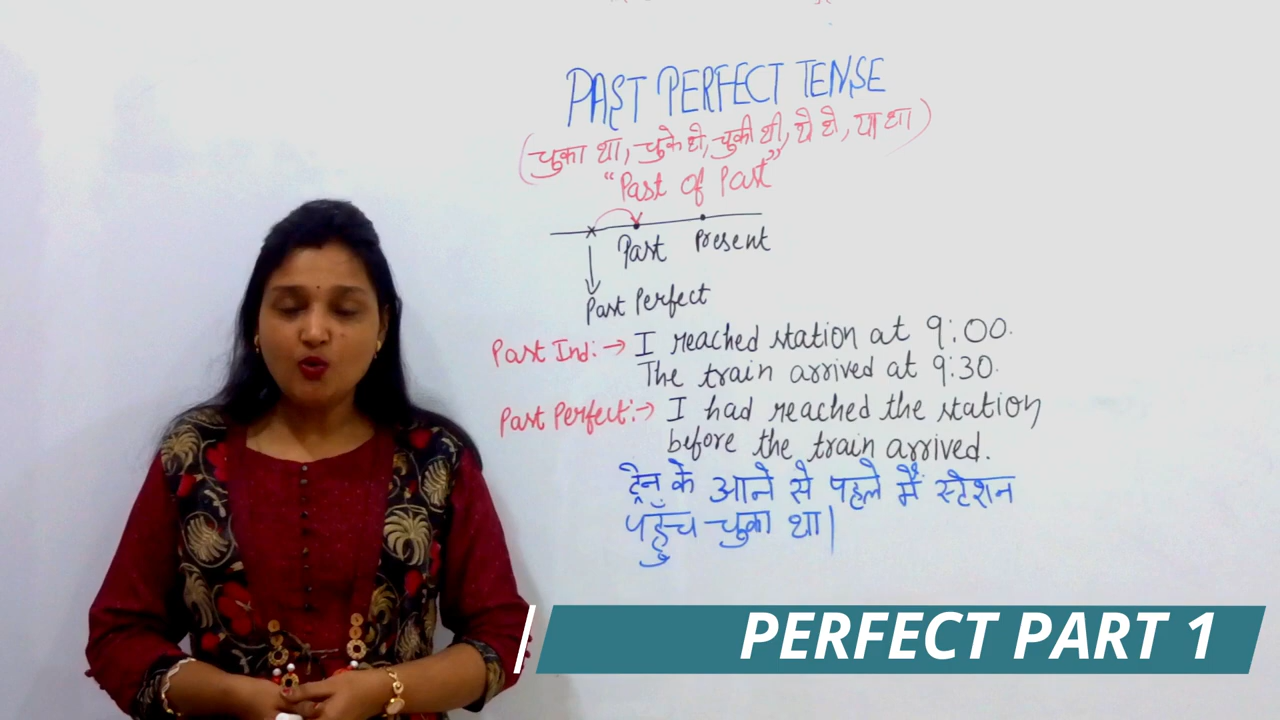 PAST PERFECT TENSE
(चुका था, चुके थे, चुकी थी, ये थे, या था)
"Past of Past"
Past Present
Past Perfect
Past Ind: → I reached station at 9:00.
The train arrived at 9:30.
Past Perfect:→ I had reached the station
before the train arrived.
ट्रेन के आने से पहले मैं स्टेशन
पहुँच चुका था|
PERFECT PART 1